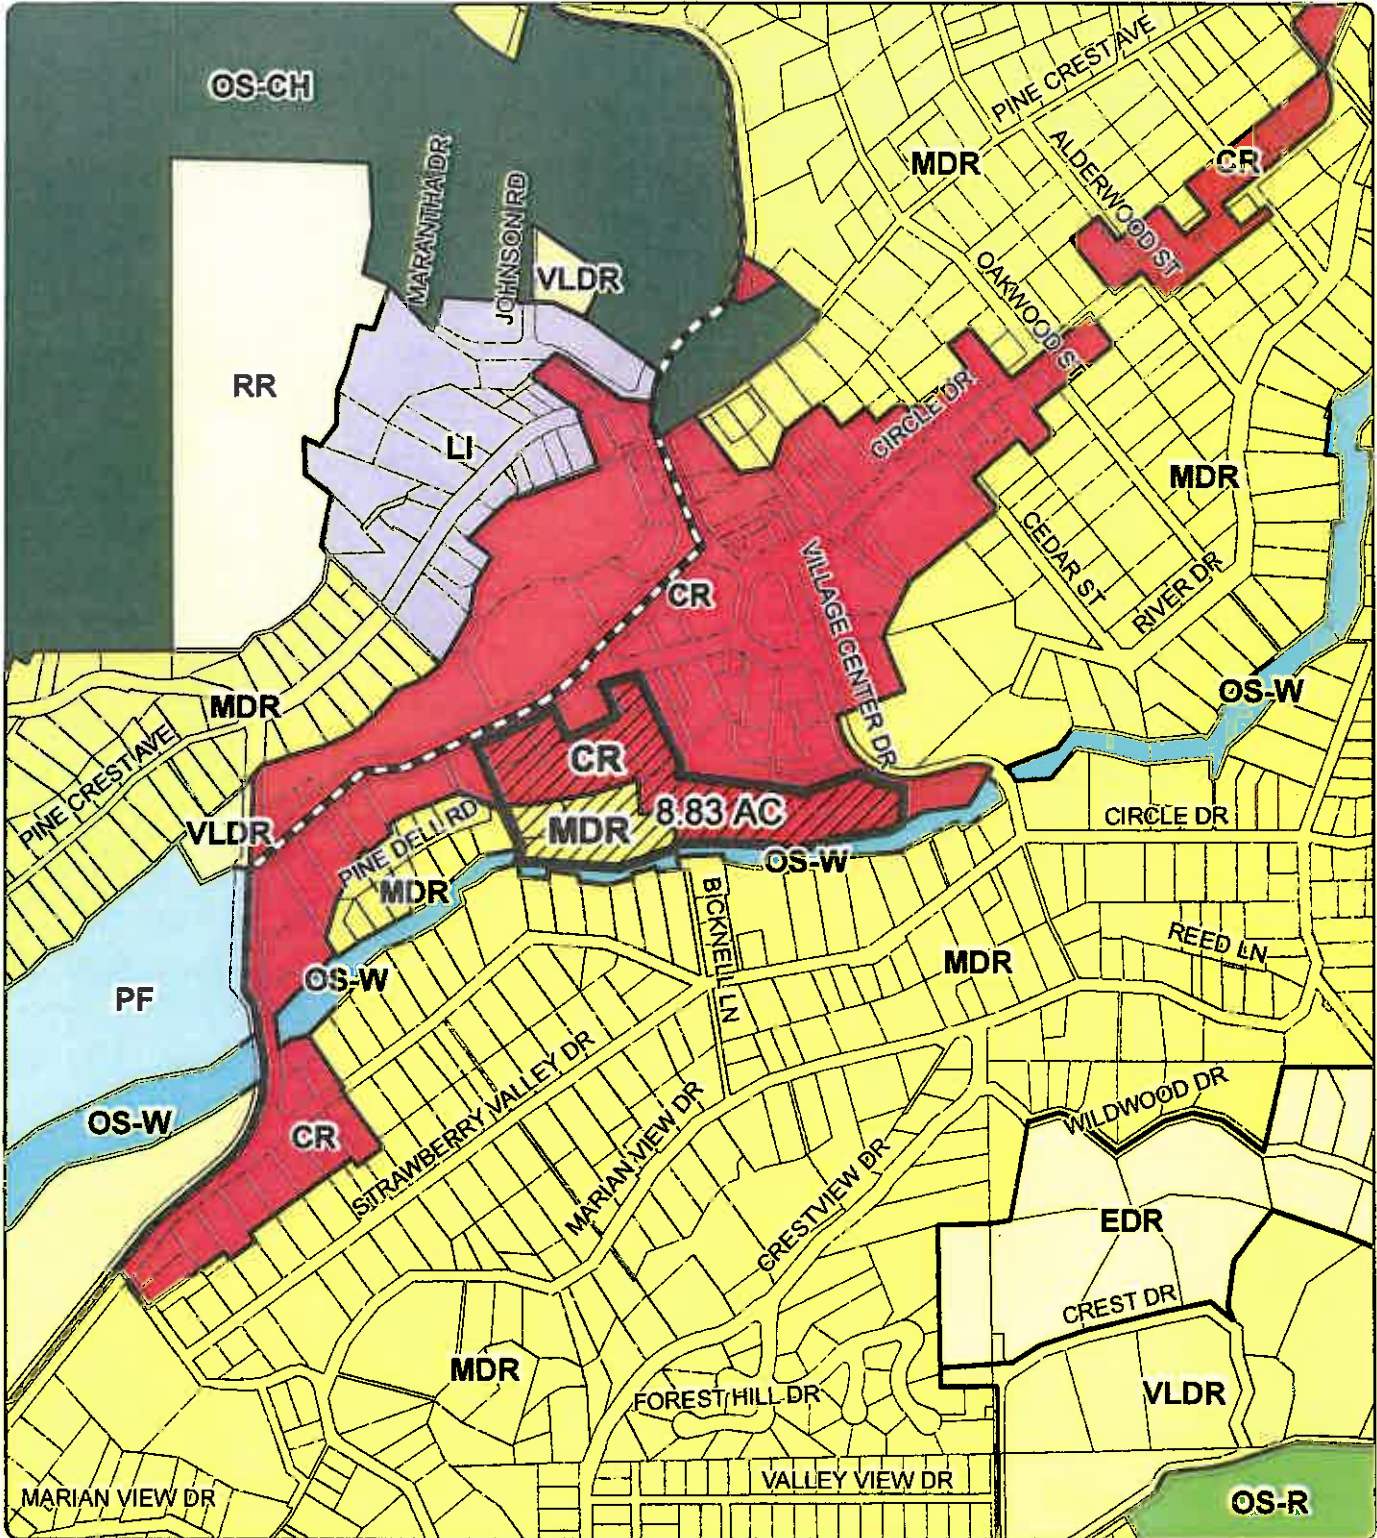 OS-CH
PINE CREST AVE
MARANTHA DR
JOHNSON RD
MDR
ALDERWOOD ST
CR
VLDR
OAKWOOD ST
RR
CIRCLE DR
LI
MDR
CEDAR ST
VILLAGE CENTER DR
CR
RIVER DR
OS-W
MDR
PINE CREST AVE
CR
8.83 AC
CIRCLE DR
VLDR
PINE DELL RD
MDR
OS-W
MDR
BICKNELL LN
REED LN
MDR
OS-W
PF
STRAWBERRY VALLEY DR
WILDWOOD DR
OS-W
CR
MARIAN VIEW DR
CRESTVIEW DR
EDR
CREST DR
MDR
FOREST HILL DR
VLDR
MARIAN VIEW DR
VALLEY VIEW DR
OS-R